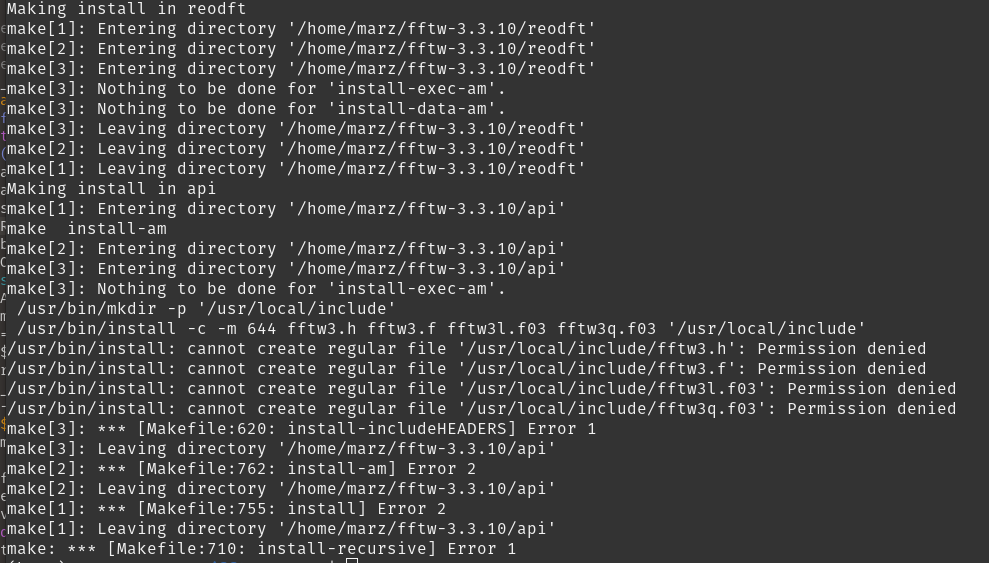 Making install in reodft
make[1]: Entering directory '/home/marz/fftw-3.3.10/reodft'
make[2]: Entering directory '/home/marz/fftw-3.3.10/reodft'
make[3]: Entering directory '/home/marz/fftw-3.3.10/reodft'
make[3]: Nothing to be done for 'install-exec-am'.
make[3]: Nothing to be done for 'install-data-am'.
make[3]: Leaving directory '/home/marz/fftw-3.3.10/reodft'
make[2]: Leaving directory '/home/marz/fftw-3.3.10/reodft'
make[1]: Leaving directory '/home/marz/fftw-3.3.10/reodft'
Making install in api
make[1]: Entering directory '/home/marz/fftw-3.3.10/api'
make  install-am
make[2]: Entering directory '/home/marz/fftw-3.3.10/api'
make[3]: Entering directory '/home/marz/fftw-3.3.10/api'
make[3]: Nothing to be done for 'install-exec-am'.
 /usr/bin/mkdir -p '/usr/local/include'
 /usr/bin/install -c -m 644 fftw3.h fftw3.f fftw3l.f03 fftw3q.f03 '/usr/local/include'
/usr/bin/install: cannot create regular file '/usr/local/include/fftw3.h': Permission denied
/usr/bin/install: cannot create regular file '/usr/local/include/fftw3.f': Permission denied
/usr/bin/install: cannot create regular file '/usr/local/include/fftw3l.f03': Permission denied
/usr/bin/install: cannot create regular file '/usr/local/include/fftw3q.f03': Permission denied
make[3]: *** [Makefile:620: install-includeHEADERS] Error 1
make[3]: Leaving directory '/home/marz/fftw-3.3.10/api'
make[2]: *** [Makefile:762: install-am] Error 2
make[2]: Leaving directory '/home/marz/fftw-3.3.10/api'
make[1]: *** [Makefile:755: install] Error 2
make[1]: Leaving directory '/home/marz/fftw-3.3.10/api'
make: *** [Makefile:710: install-recursive] Error 1